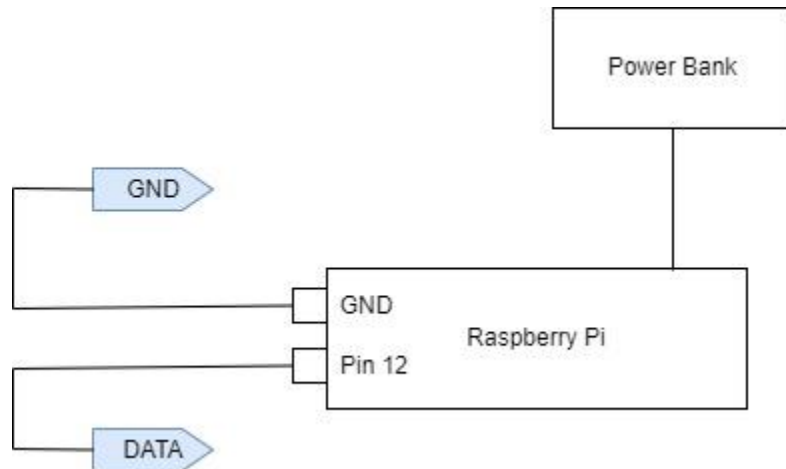 Power Bank
GND
GND
Raspberry Pi
Pin 12
DATA